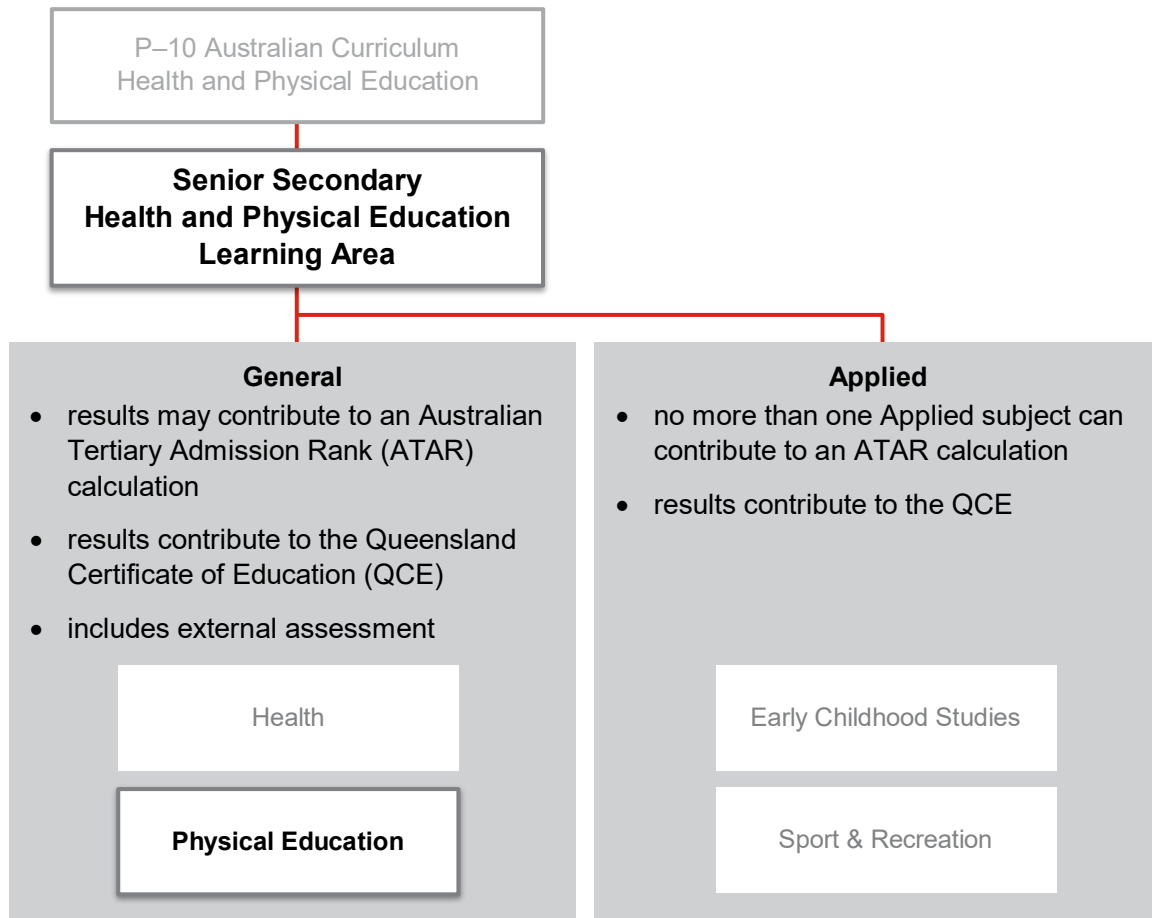 P–10 Australian Curriculum
Health and Physical Education
Senior Secondary
Health and Physical Education
Learning Area
General
• results may contribute to an Australian
Tertiary Admission Rank (ATAR)
calculation
• results contribute to the Queensland
Certificate of Education (QCE)
• includes external assessment
Health
Physical Education
Applied
• no more than one Applied subject can
contribute to an ATAR calculation
• results contribute to the QCE
Early Childhood Studies
Sport & Recreation